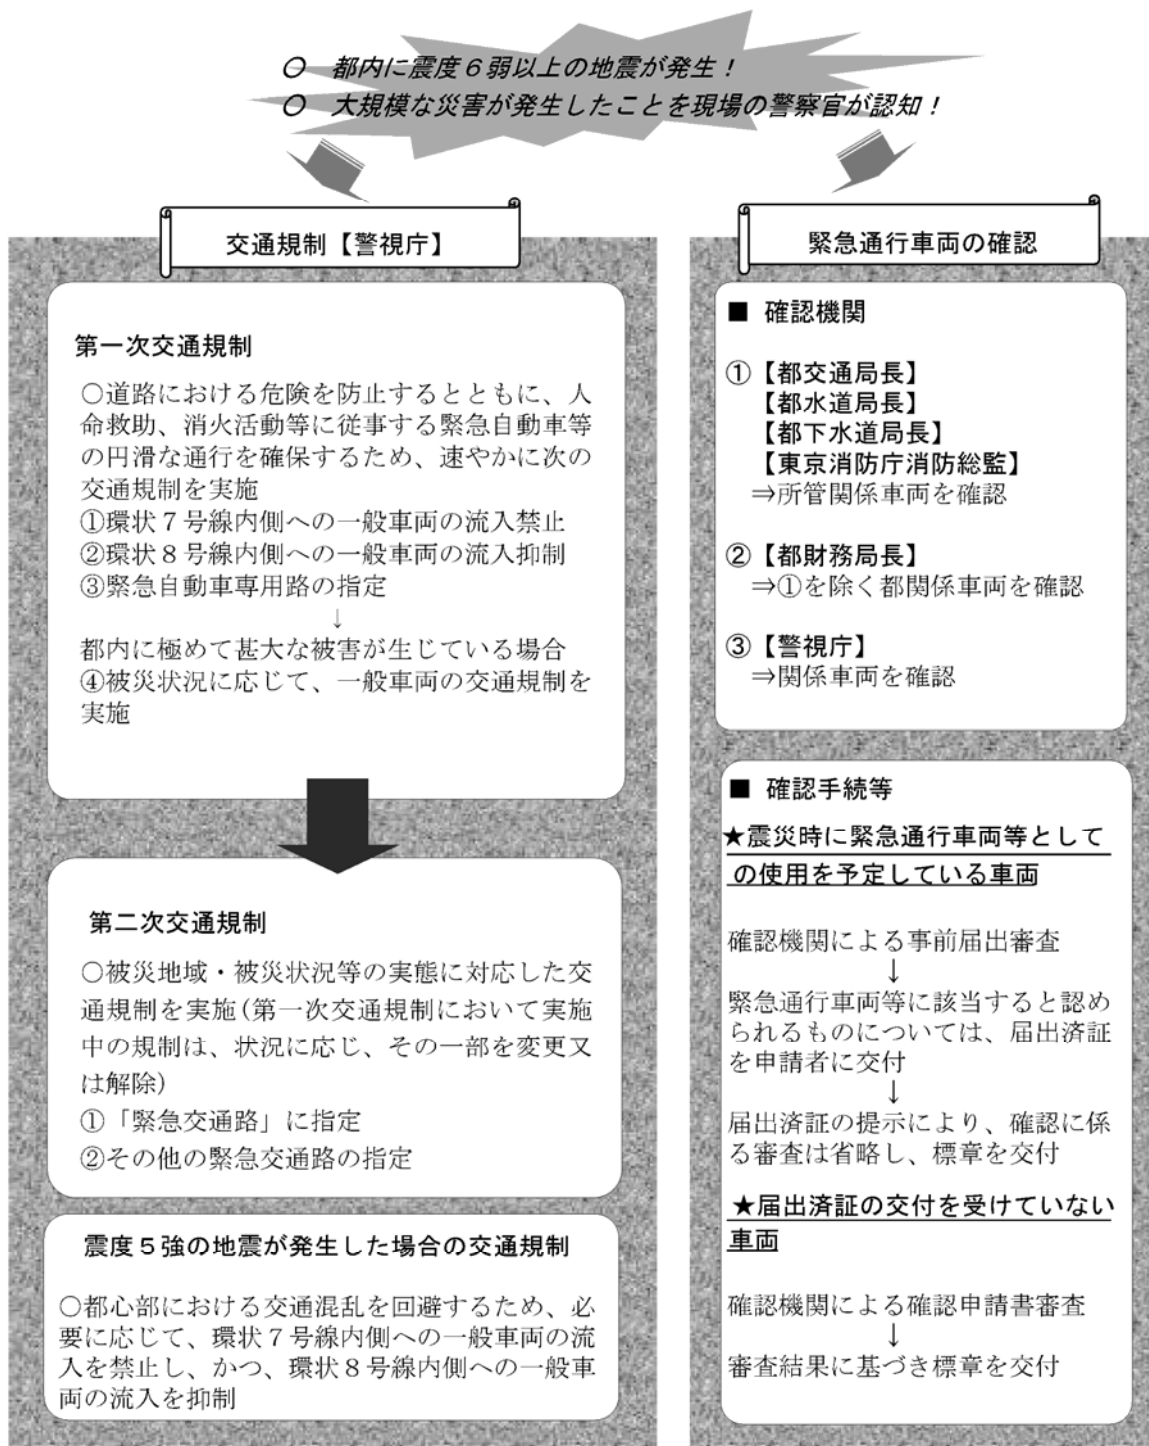 ○ 都内に震度６弱以上の地震が発生！
○ 大規模な災害が発生したことを現場の警察官が認知！
交通規制【警視庁】
第一次交通規制
○道路における危険を防止するとともに、人
命救助、消火活動等に従事する緊急自動車等
の円滑な通行を確保するため、速やかに次の
交通規制を実施
①環状７号線内側への一般車両の流入禁止
②環状８号線内側への一般車両の流入抑制
③緊急自動車専用路の指定
↓
都内に極めて甚大な被害が生じている場合
④被災状況に応じて、一般車両の交通規制を
実施
第二次交通規制
○被災地域・被災状況等の実態に対応した交
通規制を実施(第一次交通規制において実施
中の規制は、状況に応じ、その一部を変更又
は解除)
①「緊急交通路」に指定
②その他の緊急交通路の指定
震度５強の地震が発生した場合の交通規制
○都心部における交通混乱を回避するため、必
要に応じて、環状７号線内側への一般車両の流
入を禁止し、かつ、環状８号線内側への一般車
両の流入を抑制
緊急通行車両の確認
■ 確認機関
①【都交通局長】
【都水道局長】
【都下水道局長】
【東京消防庁消防総監】
⇒所管関係車両を確認
②【都財務局長】
⇒①を除く都関係車両を確認
③【警視庁】
⇒関係車両を確認
■ 確認手続等
★震災時に緊急通行車両等として
の使用を予定している車両
確認機関による事前届出審査
↓
緊急通行車両等に該当すると認め
られるものについては、届出済証
を申請者に交付
↓
届出済証の提示により、確認に係
る審査は省略し、標章を交付
★届出済証の交付を受けていない
車両
確認機関による確認申請書審査
↓
審査結果に基づき標章を交付